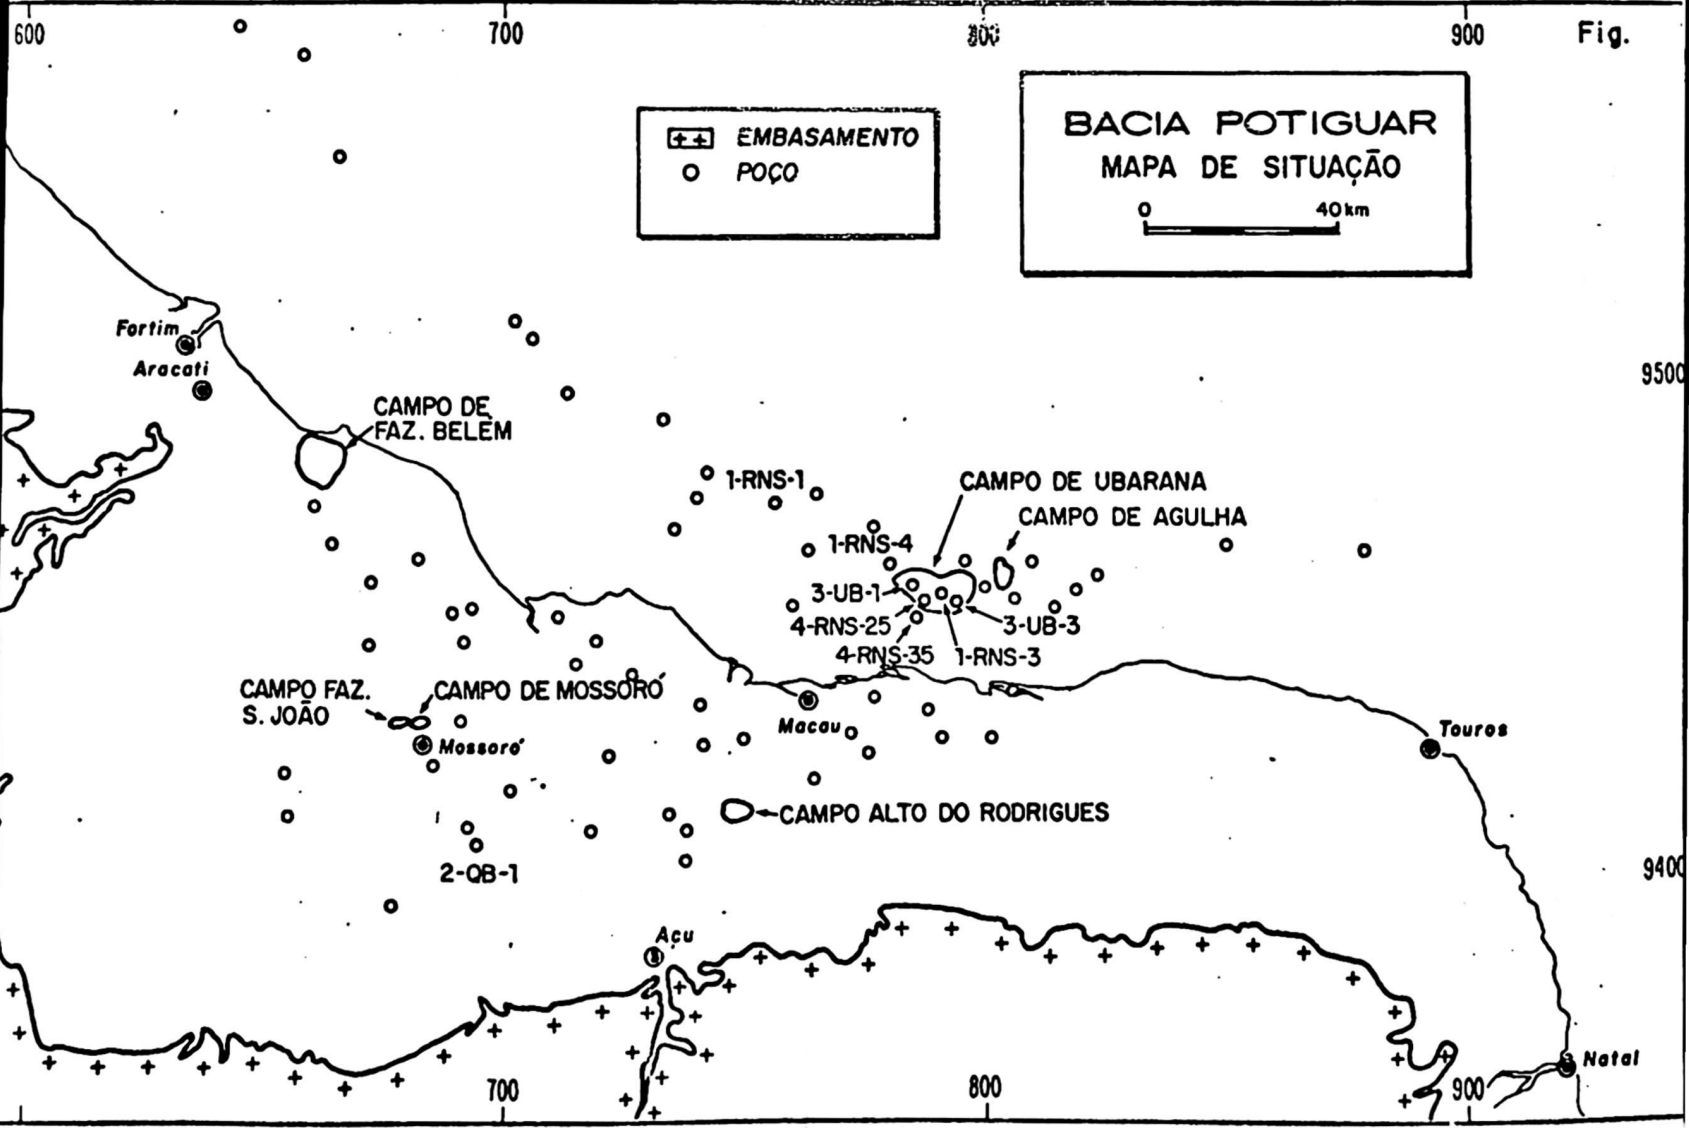 600
700
800
900
Fig.
BACIA POTIGUAR
MAPA DE SITUAÇÃO
0 40km
++ EMBASAMENTO
POÇO
Fortim
Aracati
9500
CAMPO DE
FAZ. BELÉM
1-RNS-1
CAMPO DE UBARANA
CAMPO DE AGULHA
1-RNS-4
3-UB-1
4-RNS-25
3-UB-3
4-RNS-35
1-RNS-3
CAMPO FAZ.
S. JOÃO
CAMPO DE MOSSORÓ
Mossoró
Macau
Touros
CAMPO ALTO DO RODRIGUES
2-QB-1
9400
Açu
Natal
700
800
900